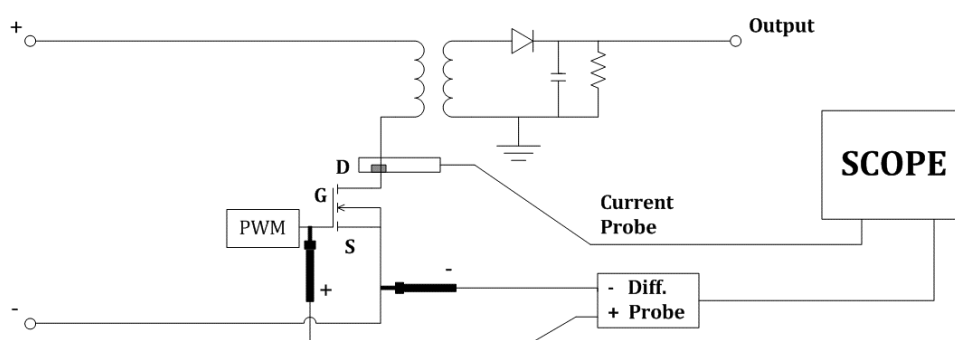 +
Output
D
SCOPE
G
Current
Probe
PWM
S
-
+
- Diff.
+ Probe
-